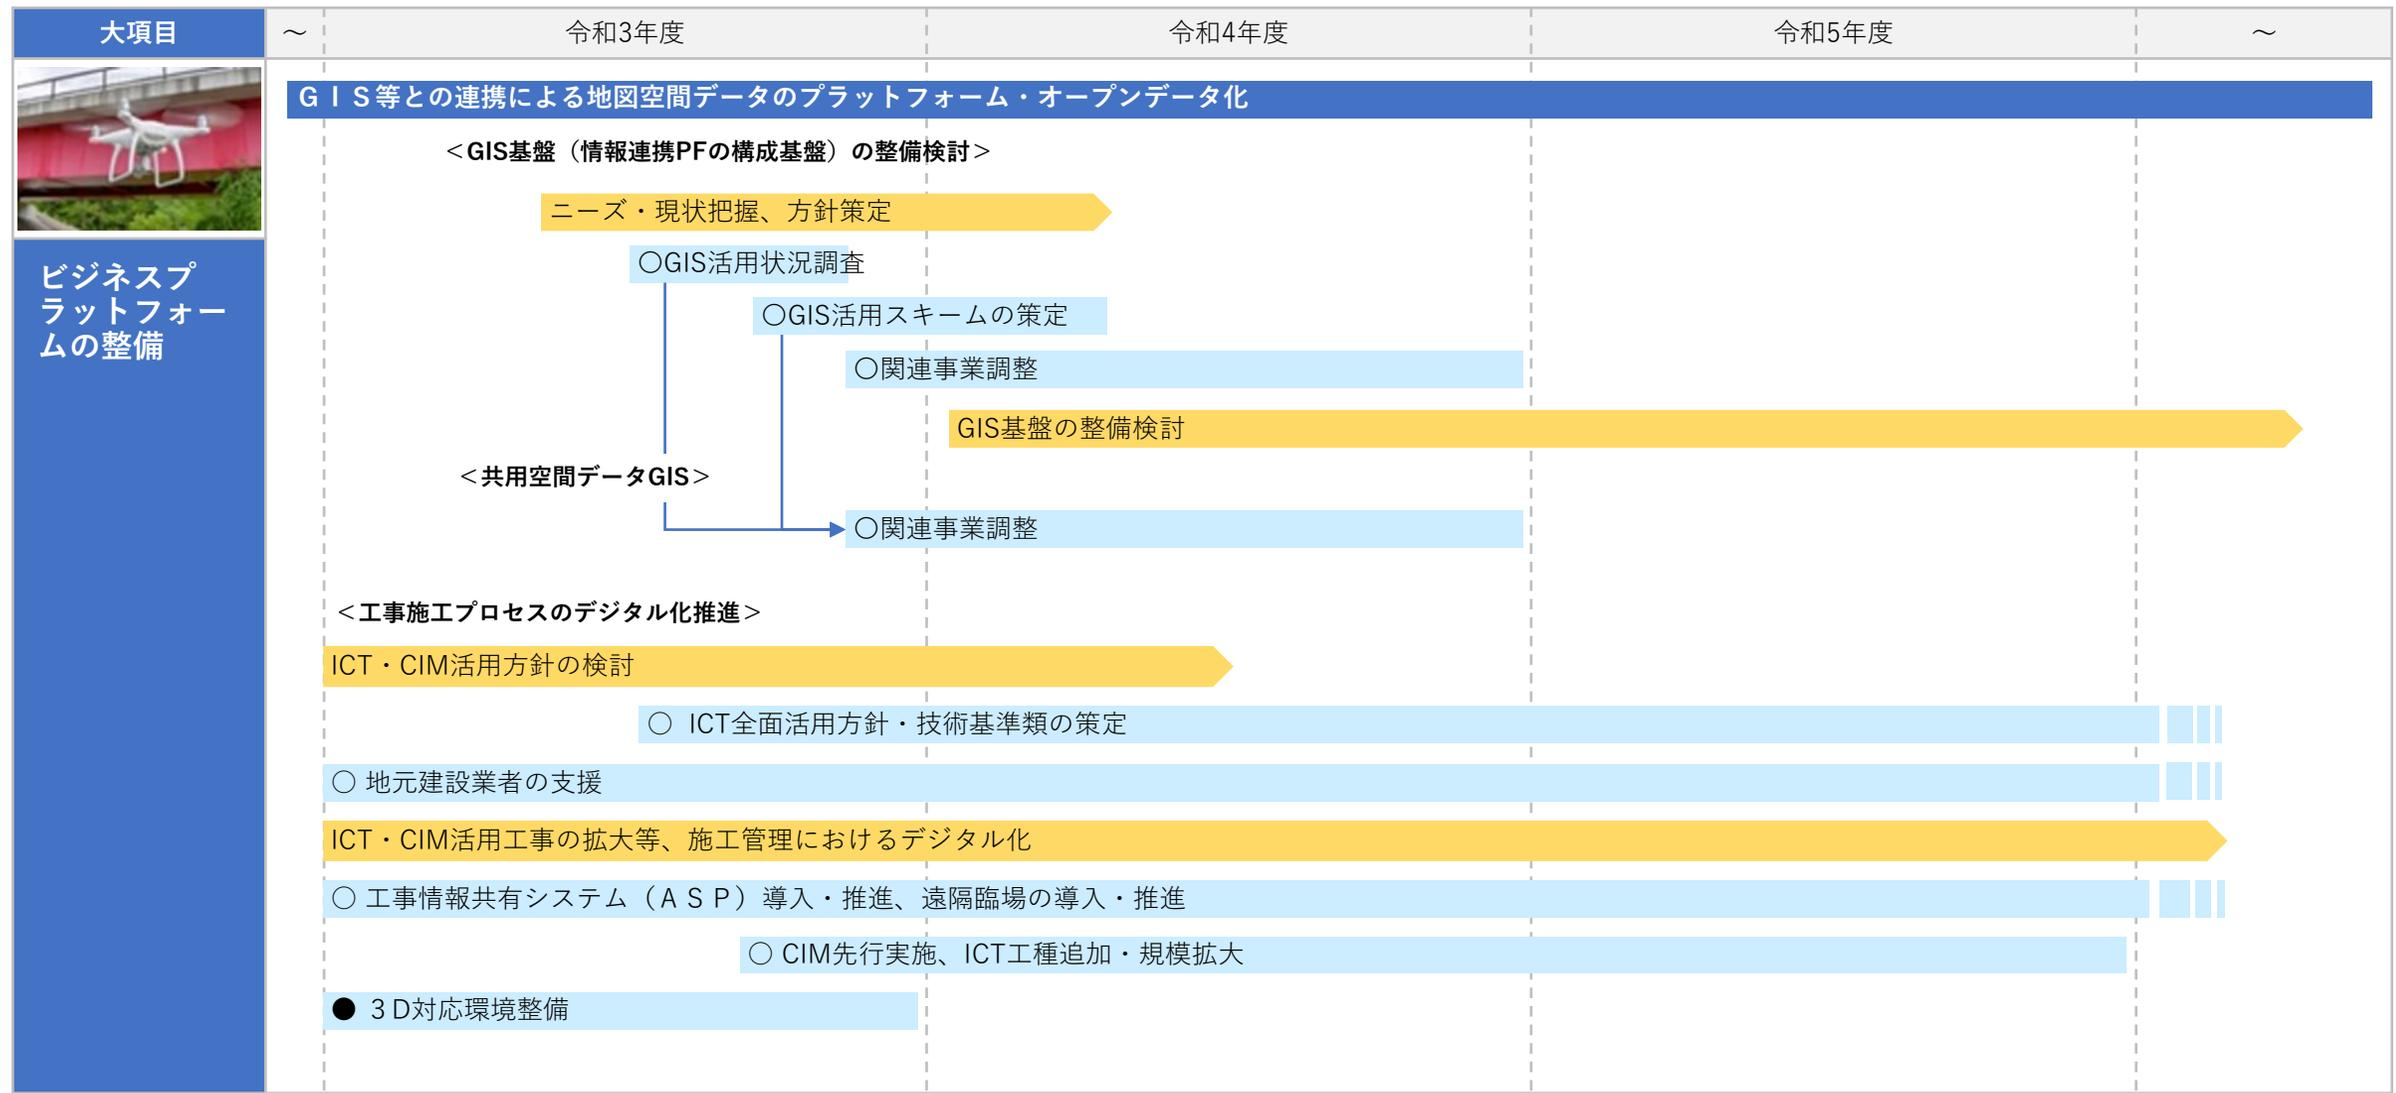 大項目
～
令和3年度
令和4年度
令和5年度
～
ＧＩＳ等との連携による地図空間データのプラットフォーム・オープンデータ化
＜GIS基盤（情報連携PFの構成基盤）の整備検討＞
ニーズ・現状把握、方針策定
ビジネスプ
ラットフォー
ムの整備
〇GIS活用状況調査
〇GIS活用スキームの策定
〇関連事業調整
GIS基盤の整備検討
＜共用空間データGIS＞
〇関連事業調整
＜工事施工プロセスのデジタル化推進＞
ICT・CIM活用方針の検討
○ ICT全面活用方針・技術基準類の策定
○ 地元建設業者の支援
ICT・CIM活用工事の拡大等、施工管理におけるデジタル化
○ 工事情報共有システム（ＡＳＰ）導入・推進、遠隔臨場の導入・推進
○ CIM先行実施、ICT工種追加・規模拡大
● ３D対応環境整備